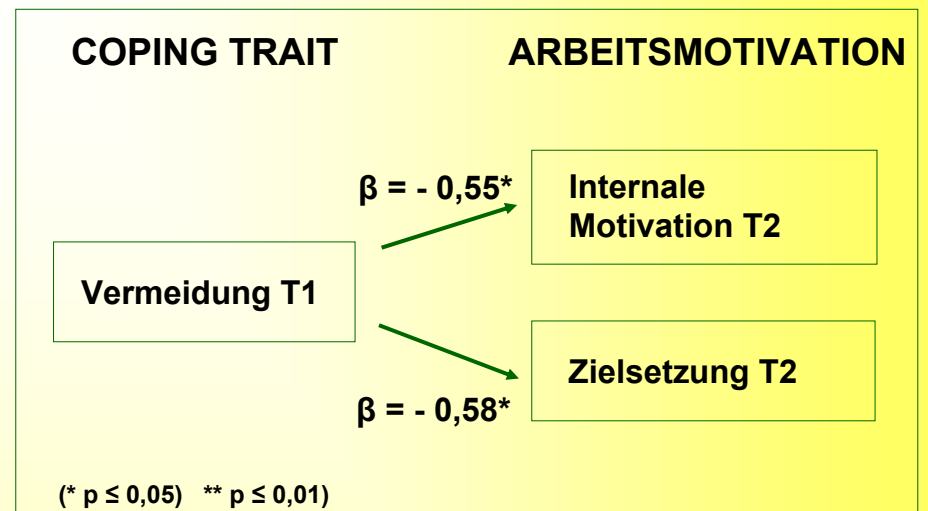 COPING TRAIT
ARBEITSMOTIVATION
β = - 0,55*
Internale
Motivation T2
Vermeidung T1
Zielsetzung T2
β = - 0,58*
(* p ≤ 0,05) ** p ≤ 0,01)